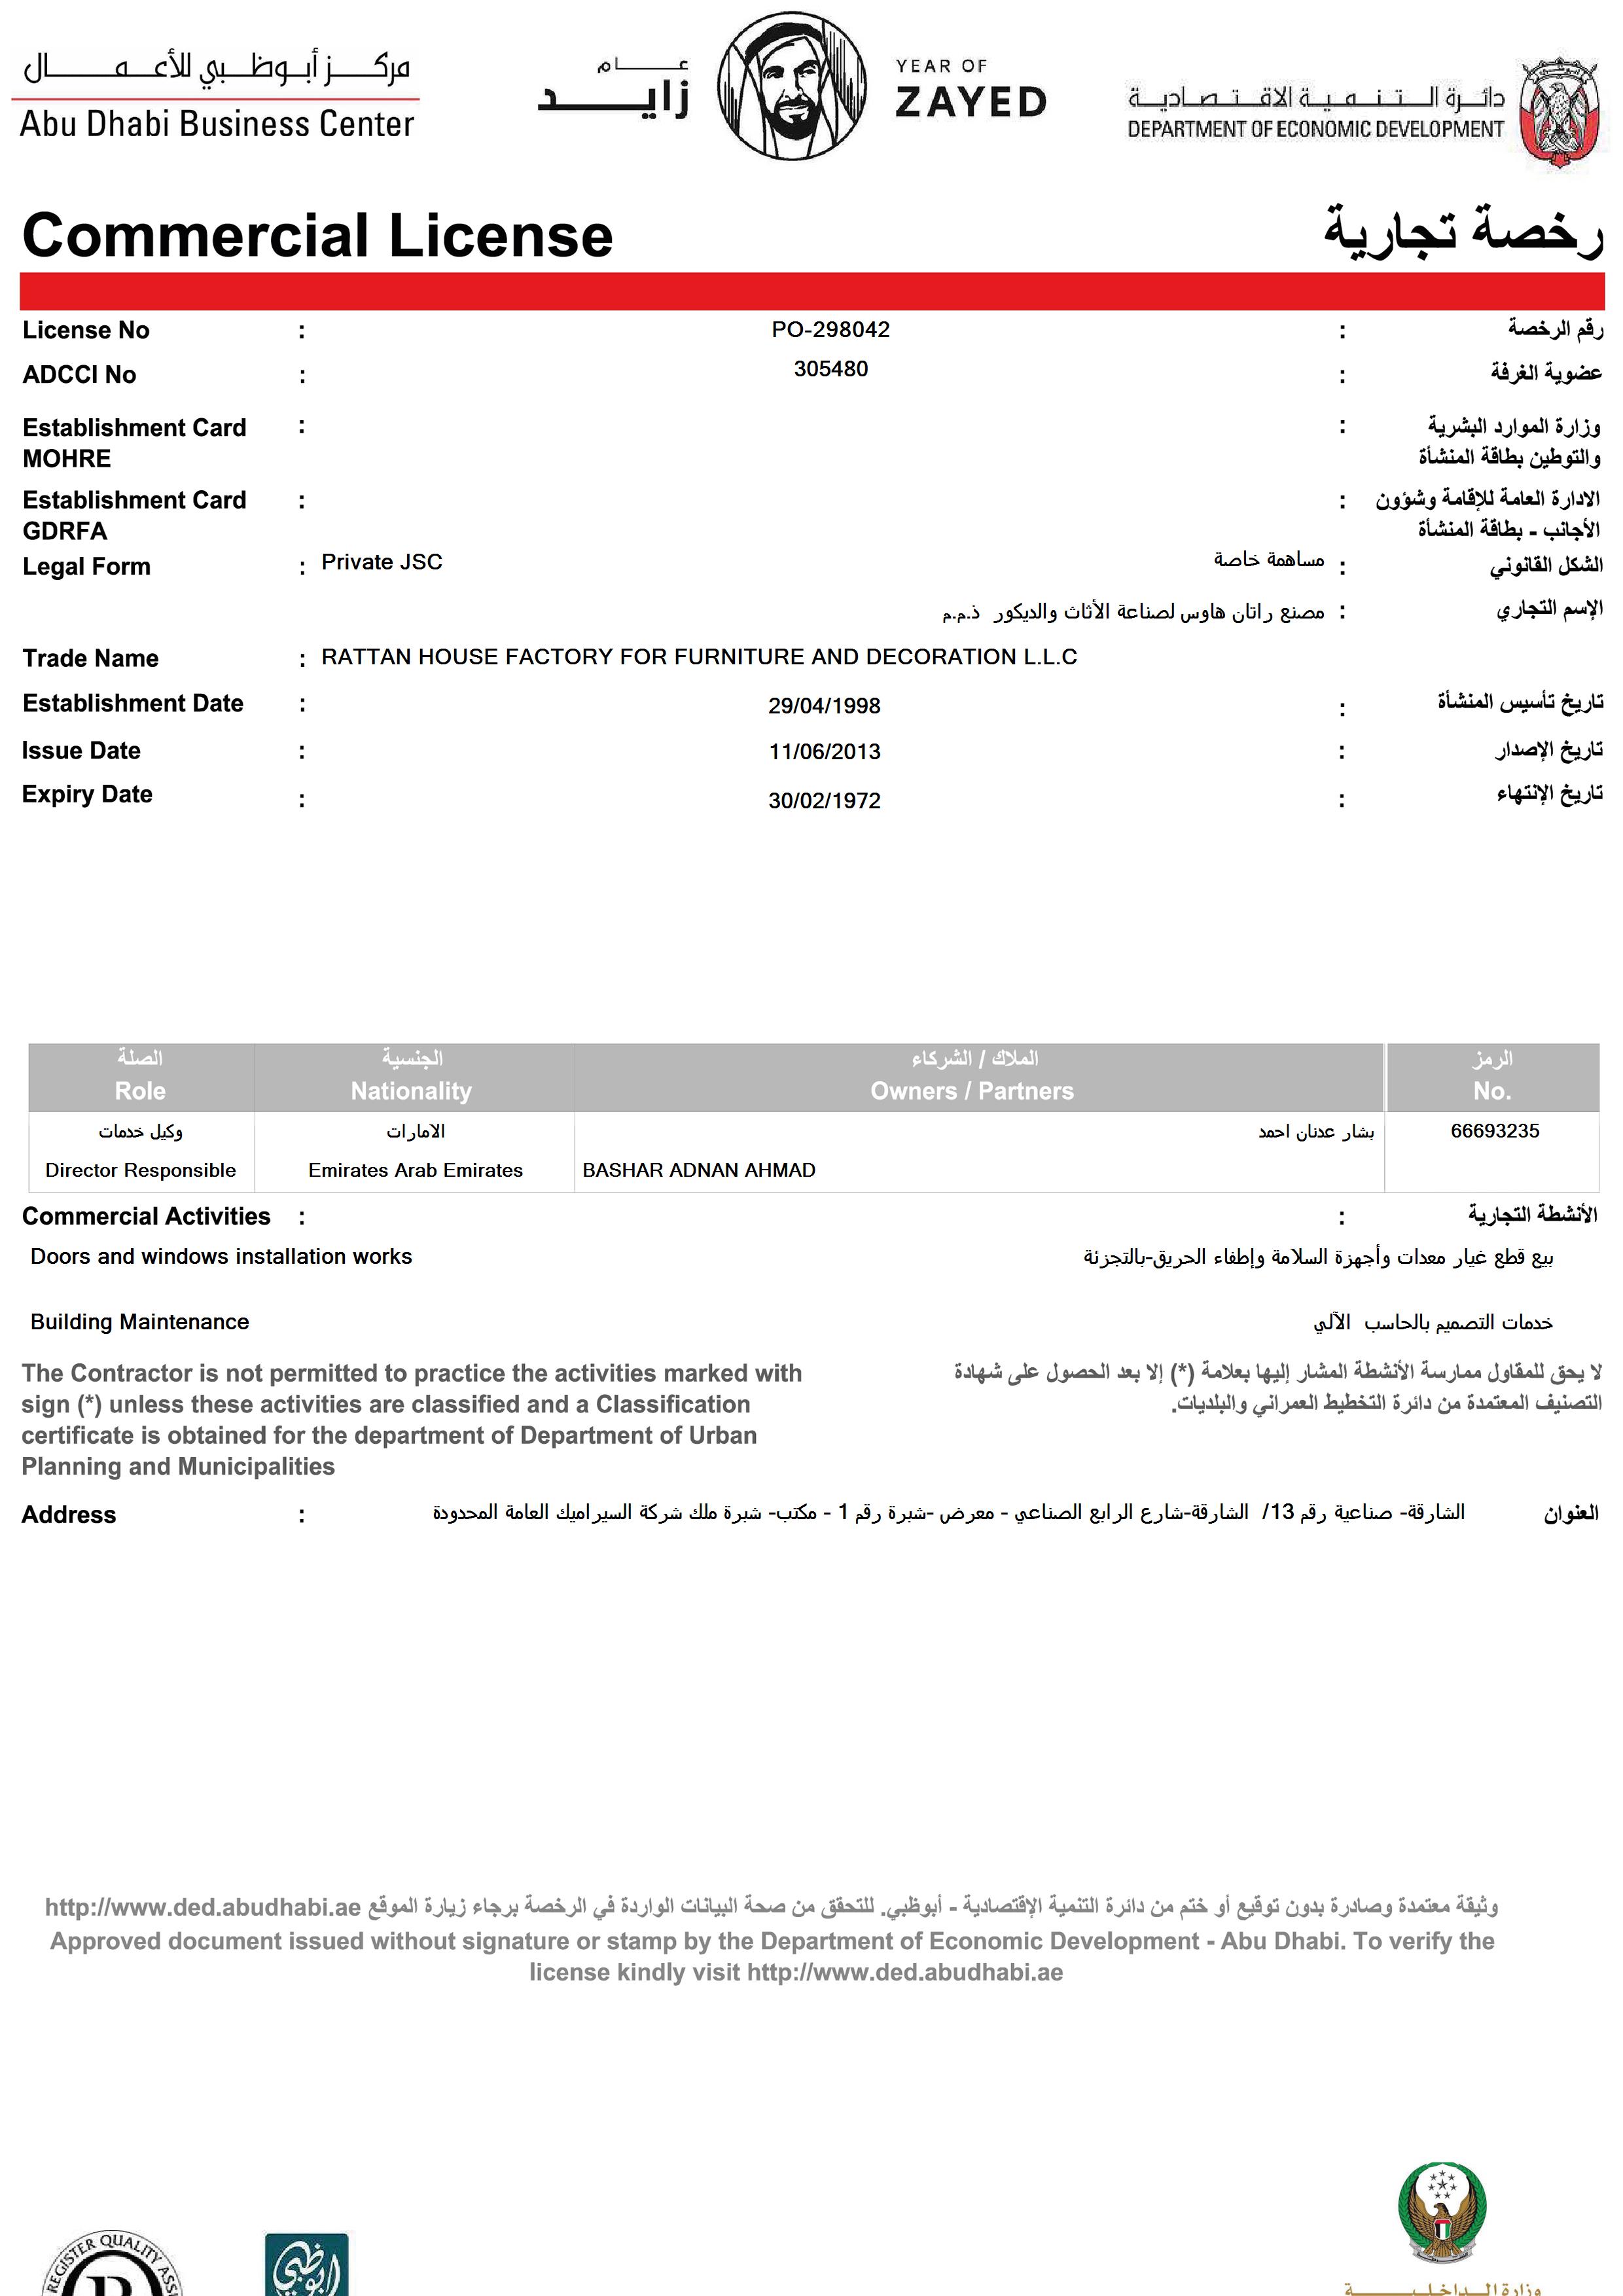 مركز أبوظبي للأعمال
Abu Dhabi Business Center
عام
زايد
YEAR OF
ZAYED
دائرة التنمية الاقتصادية
DEPARTMENT OF ECONOMIC DEVELOPMENT
Commercial License رخصة تجارية
License No : PO-298042 : رقم الرخصة
ADCCI No : 305480 : عضوية الغرفة
Establishment Card : : وزارة الموارد البشرية
MOHRE والتوطين بطاقة المنشأة
Establishment Card : : الادارة العامة للإقامة وشؤون
GDRFA الأجانب - بطاقة المنشأة
Legal Form : Private JSC مساهمة خاصة : الشكل القانوني
مصنع راتان هاوس لصناعة الأثاث والديكور ذ.م.م : الإسم التجاري
Trade Name : RATTAN HOUSE FACTORY FOR FURNITURE AND DECORATION L.L.C
Establishment Date : 29/04/1998 : تاريخ تأسيس المنشأة
Issue Date : 11/06/2013 : تاريخ الإصدار
Expiry Date : 30/02/1972 : تاريخ الإنتهاء
الصلة الجنسية الملاك / الشركاء الرمز
Role Nationality Owners / Partners No.
وكيل خدمات الامارات بشار عدنان احمد 66693235
Director Responsible Emirates Arab Emirates BASHAR ADNAN AHMAD
Commercial Activities : : الأنشطة التجارية
Doors and windows installation works بيع قطع غيار معدات وأجهزة السلامة وإطفاء الحريق-بالتجزئة
Building Maintenance خدمات التصميم بالحاسب الآلي
The Contractor is not permitted to practice the activities marked with
sign (*) unless these activities are classified and a Classification
certificate is obtained for the department of Department of Urban
Planning and Municipalities
لا يحق للمقاول ممارسة الأنشطة المشار إليها بعلامة (*) إلا بعد الحصول على شهادة
التصنيف المعتمدة من دائرة التخطيط العمراني والبلديات.
Address : الشارقة- صناعية رقم 13/ الشارقة-شارع الرابع الصناعي - معرض -شبرة رقم 1 - مكتب- شبرة ملك شركة السيراميك العامة المحدودة العنوان
وثيقة معتمدة وصادرة بدون توقيع أو ختم من دائرة التنمية الإقتصادية - أبوظبي. للتحقق من صحة البيانات الواردة في الرخصة برجاء زيارة الموقع http://www.ded.abudhabi.ae
Approved document issued without signature or stamp by the Department of Economic Development - Abu Dhabi. To verify the
license kindly visit http://www.ded.abudhabi.ae
REGISTER QUALITY
أبوظبي
وزارة الداخلية